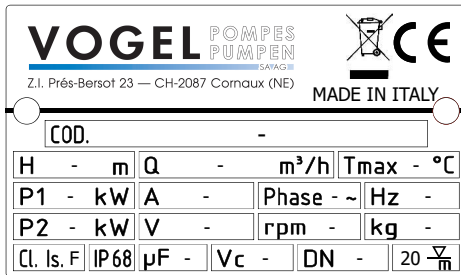 VOGEL POMPES PUMPEN
SAVAG
CE
Z.I. Prés-Bersot 23 — CH-2087 Cornaux (NE)
MADE IN ITALY
COD. -
H - m Q - m³/h Tmax - °C
P1 - kW A - Phase - ~ Hz -
P2 - kW V - rpm - kg -
Cl. Is. F IP68 µF - Vc - DN - 20 m